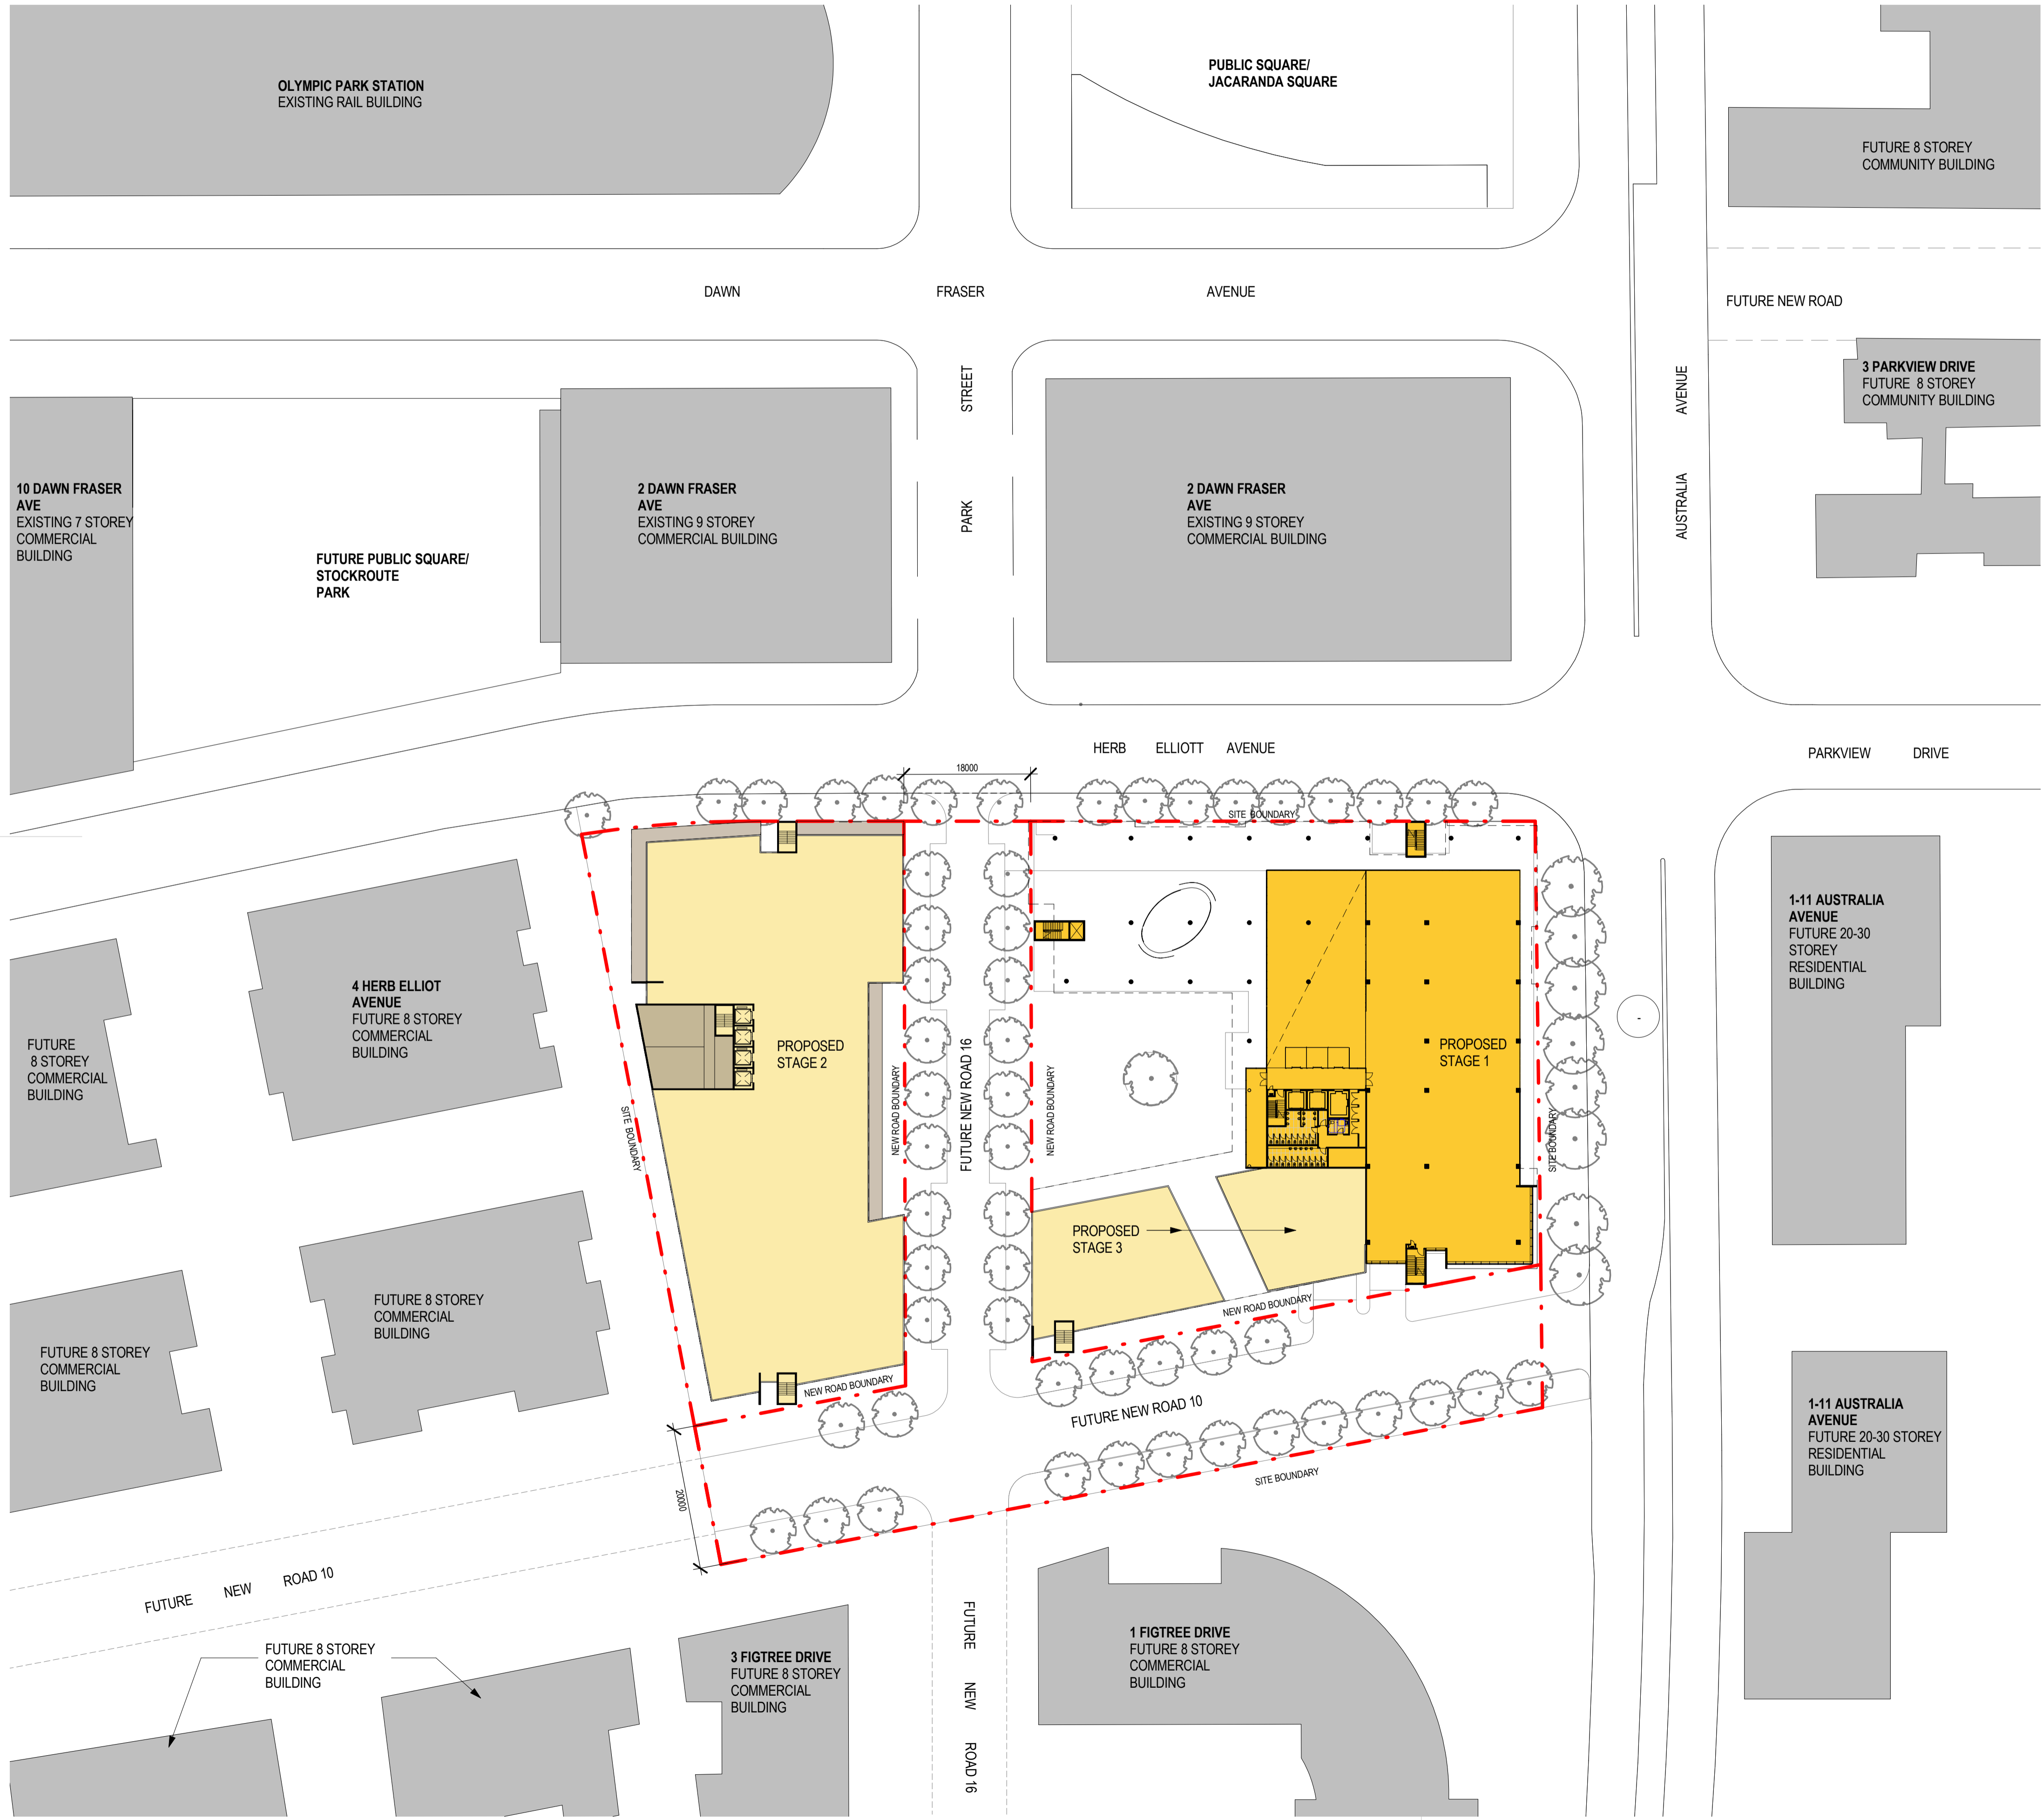 OLYMPIC PARK STATION
EXISTING RAIL BUILDING
PUBLIC SQUARE/
JACARANDA SQUARE
FUTURE 8 STOREY
COMMUNITY BUILDING
DAWN FRASER AVENUE
FUTURE NEW ROAD
3 PARKVIEW DRIVE
FUTURE 8 STOREY
COMMUNITY BUILDING
PARK STREET
AUSTRALIA AVENUE
10 DAWN FRASER
AVE
EXISTING 7 STOREY
COMMERCIAL
BUILDING
FUTURE PUBLIC SQUARE/
STOCKROUTE
PARK
2 DAWN FRASER
AVE
EXISTING 9 STOREY
COMMERCIAL BUILDING
2 DAWN FRASER
AVE
EXISTING 9 STOREY
COMMERCIAL BUILDING
HERB ELLIOTT AVENUE
PARKVIEW DRIVE
18000
SITE BOUNDARY
1-11 AUSTRALIA
AVENUE
FUTURE 20-30
STOREY
RESIDENTIAL
BUILDING
4 HERB ELLIOT
AVENUE
FUTURE 8 STOREY
COMMERCIAL
BUILDING
FUTURE
8 STOREY
COMMERCIAL
BUILDING
PROPOSED
STAGE 2
PROPOSED
STAGE 1
SITE BOUNDARY
NEW ROAD BOUNDARY
FUTURE NEW ROAD 16
NEW ROAD BOUNDARY
SITE BOUNDARY
PROPOSED
STAGE 3
NEW ROAD BOUNDARY
FUTURE 8 STOREY
COMMERCIAL
BUILDING
FUTURE 8 STOREY
COMMERCIAL
BUILDING
NEW ROAD BOUNDARY
FUTURE NEW ROAD 10
SITE BOUNDARY
1-11 AUSTRALIA
AVENUE
FUTURE 20-30 STOREY
RESIDENTIAL
BUILDING
20000
FUTURE NEW ROAD 10
FUTURE 8 STOREY
COMMERCIAL
BUILDING
3 FIGTREE DRIVE
FUTURE 8 STOREY
COMMERCIAL
BUILDING
FUTURE NEW ROAD 16
1 FIGTREE DRIVE
FUTURE 8 STOREY
COMMERCIAL
BUILDING